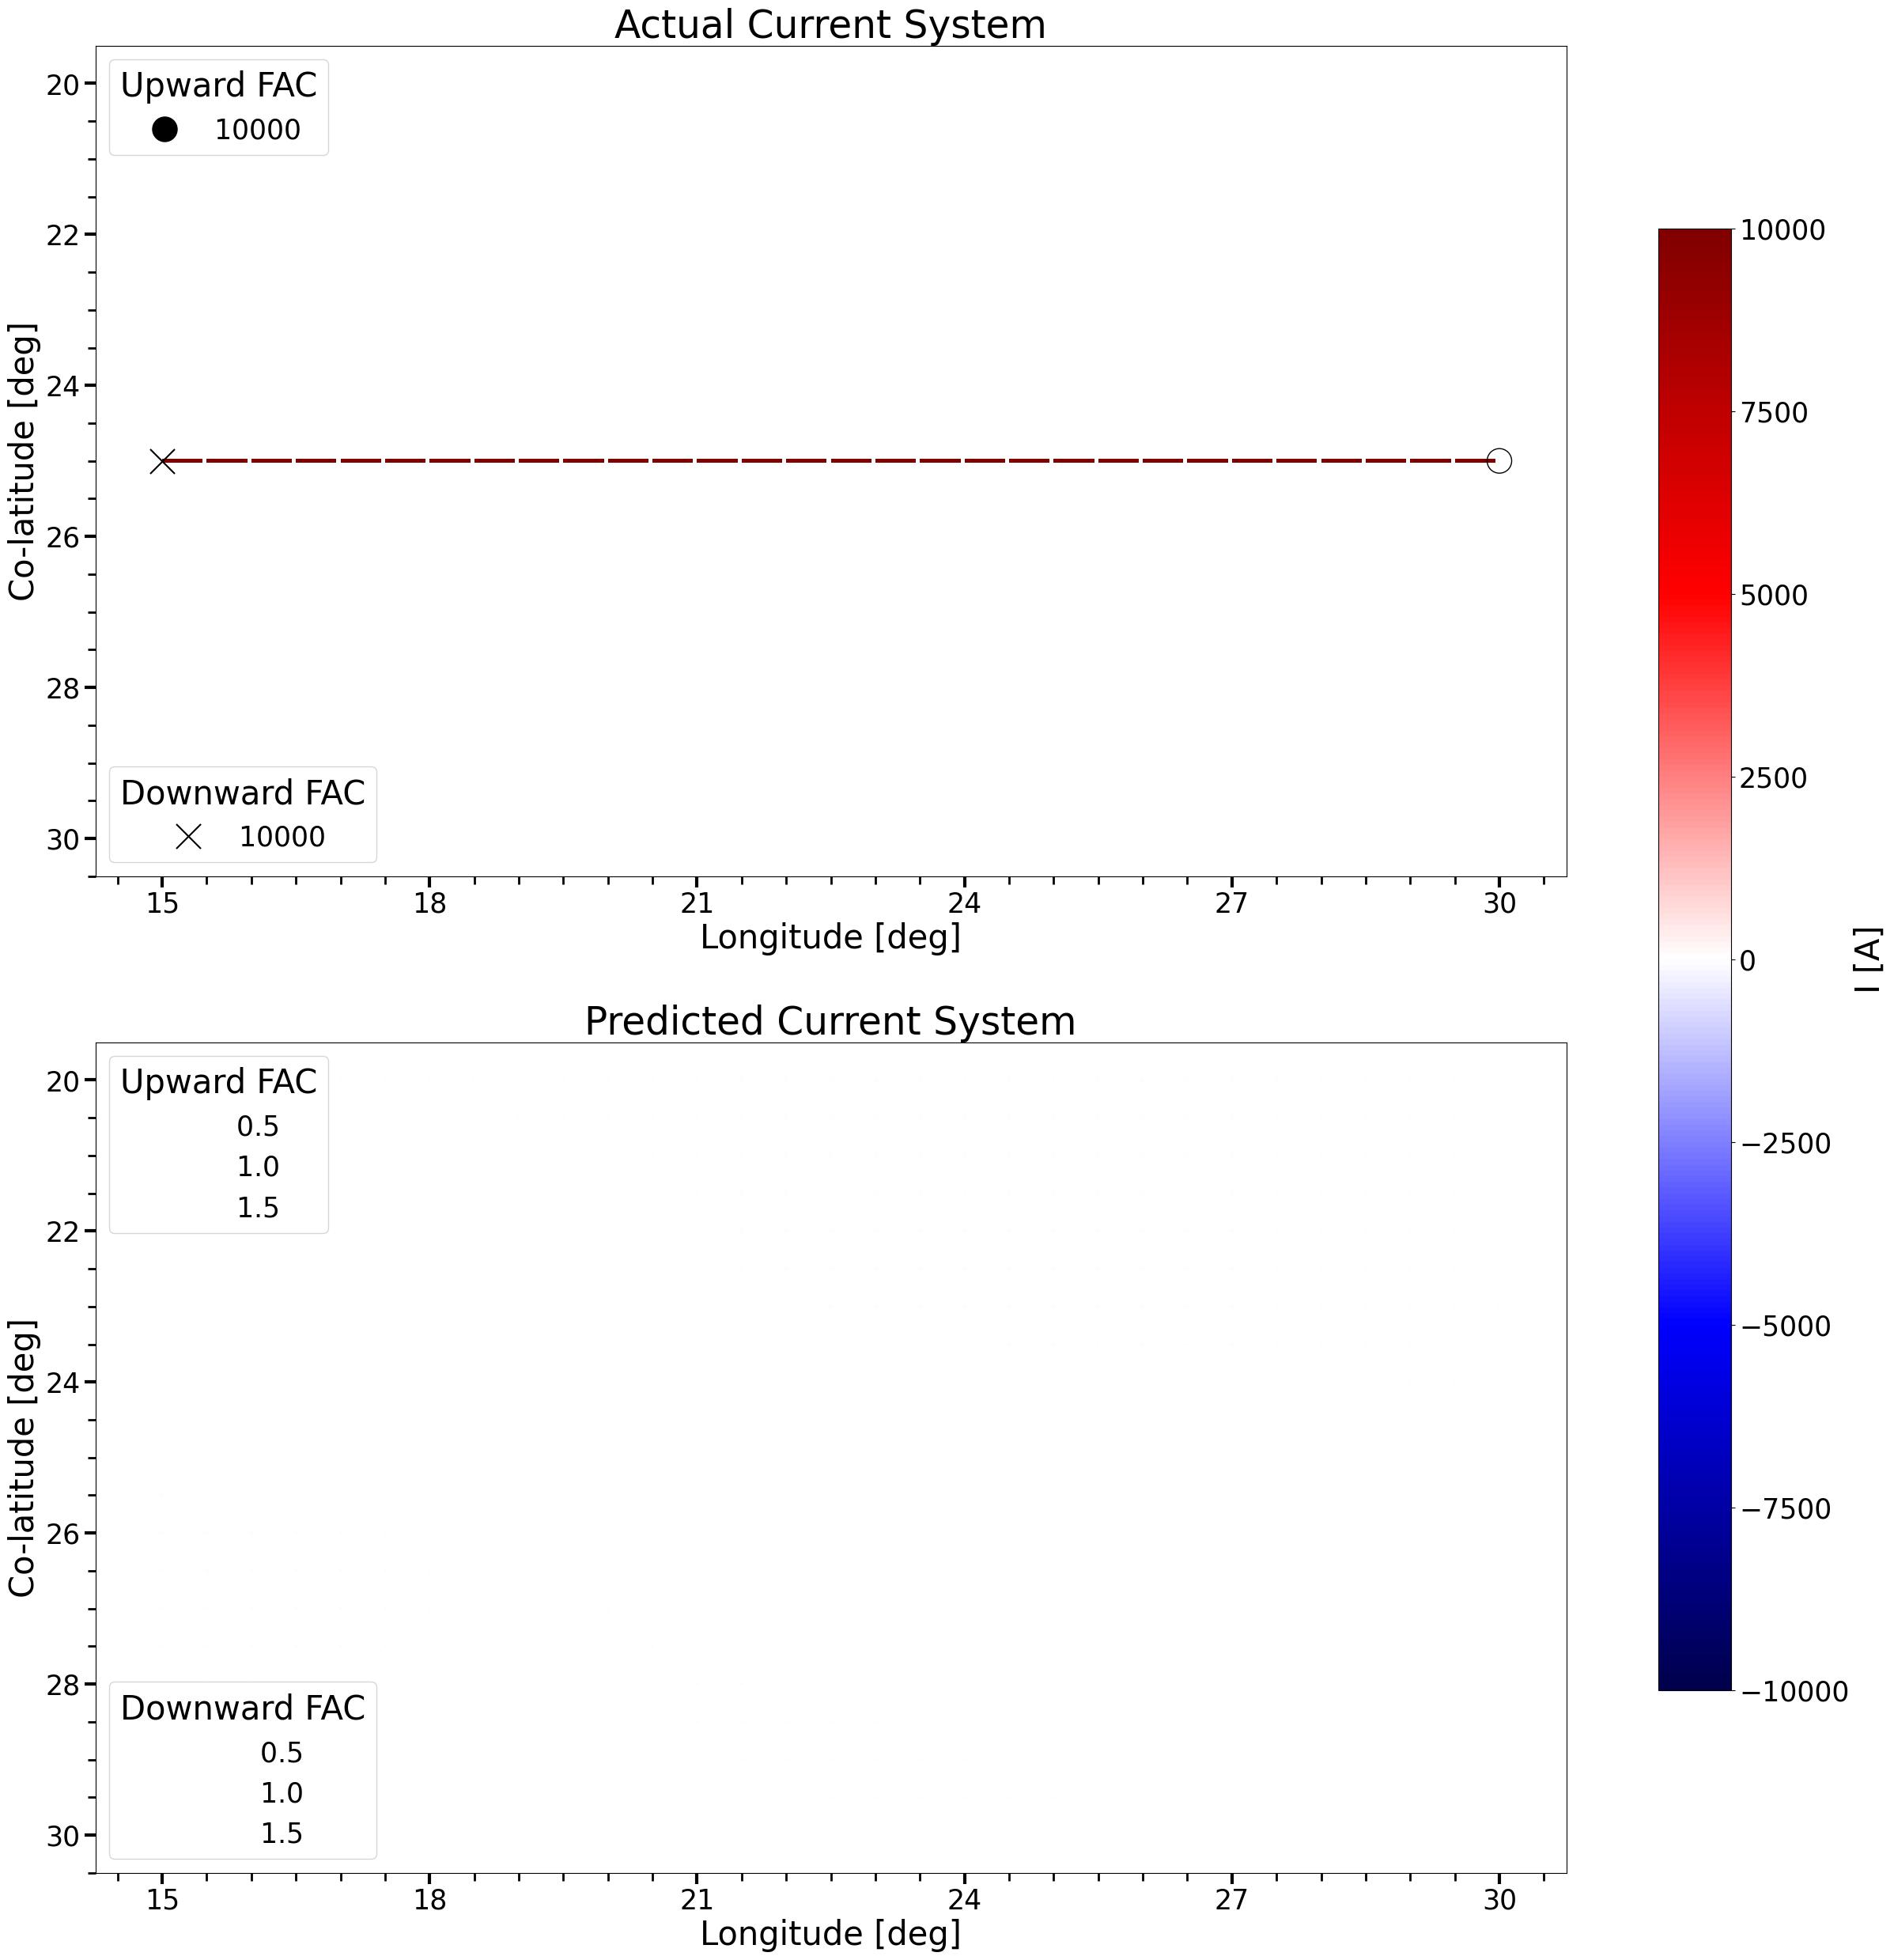 Actual Current System
Upward FAC
10000
Downward FAC
10000
20
22
24
26
28
30
Co-latitude [deg]
15 18 21 24 27 30
Longitude [deg]
Predicted Current System
Upward FAC
0.5
1.0
1.5
Downward FAC
0.5
1.0
1.5
20
22
24
26
28
30
Co-latitude [deg]
15 18 21 24 27 30
Longitude [deg]
10000
7500
5000
2500
0
−2500
−5000
−7500
−10000
I [A]